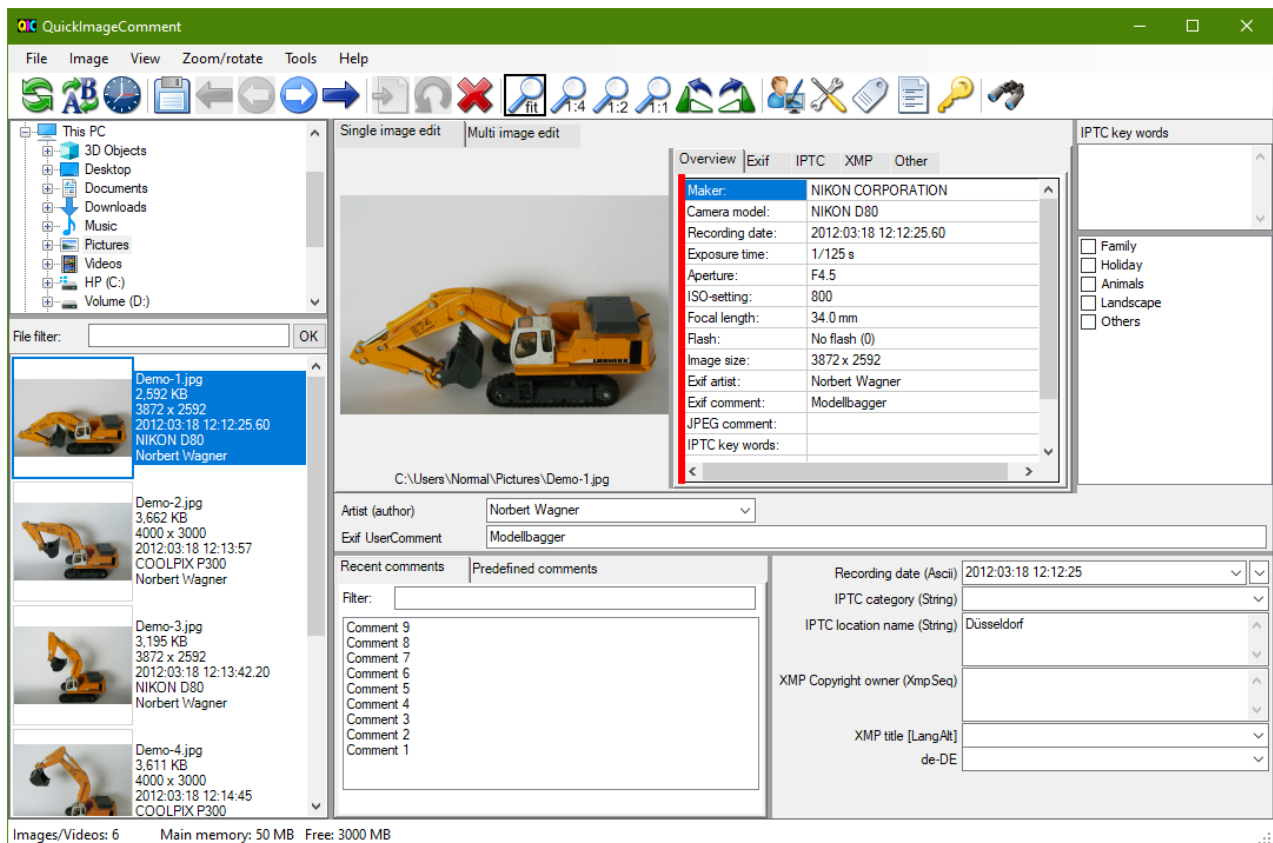 QuickImageComment
File Image View Zoom/rotate Tools Help
fit 1:4 1:2 1:1
This PC
3D Objects
Desktop
Documents
Downloads
Music
Pictures
Videos
HP (C:)
Volume (D:)
File filter: OK
Demo-1.jpg
2,592 KB
3872 x 2592
2012:03:18 12:12:25.60
NIKON D80
Norbert Wagner
Demo-2.jpg
3,662 KB
4000 x 3000
2012:03:18 12:13:57
COOLPIX P300
Norbert Wagner
Demo-3.jpg
3,195 KB
3872 x 2592
2012:03:18 12:13:42.20
NIKON D80
Norbert Wagner
Demo-4.jpg
3,611 KB
4000 x 3000
2012:03:18 12:14:45
COOLPIX P300
Single image edit Multi image edit
974
LIEBHERR
C:\Users\Normal\Pictures\Demo-1.jpg
Overview Exif IPTC XMP Other
Maker: NIKON CORPORATION
Camera model: NIKON D80
Recording date: 2012:03:18 12:12:25.60
Exposure time: 1/125 s
Aperture: F4.5
ISO-setting: 800
Focal length: 34.0 mm
Flash: No flash (0)
Image size: 3872 x 2592
Exif artist: Norbert Wagner
Exif comment: Modellbagger
JPEG comment:
IPTC key words:
IPTC key words
Family
Holiday
Animals
Landscape
Others
Artist (author) Norbert Wagner
Exif UserComment Modellbagger
Recent comments Predefined comments
Filter:
Comment 9
Comment 8
Comment 7
Comment 6
Comment 5
Comment 4
Comment 3
Comment 2
Comment 1
Recording date (Ascii) 2012:03:18 12:12:25
IPTC category (String)
IPTC location name (String) Düsseldorf
XMP Copyright owner (XmpSeq)
XMP title [LangAlt]
de-DE
Images/Videos: 6 Main memory: 50 MB Free: 3000 MB